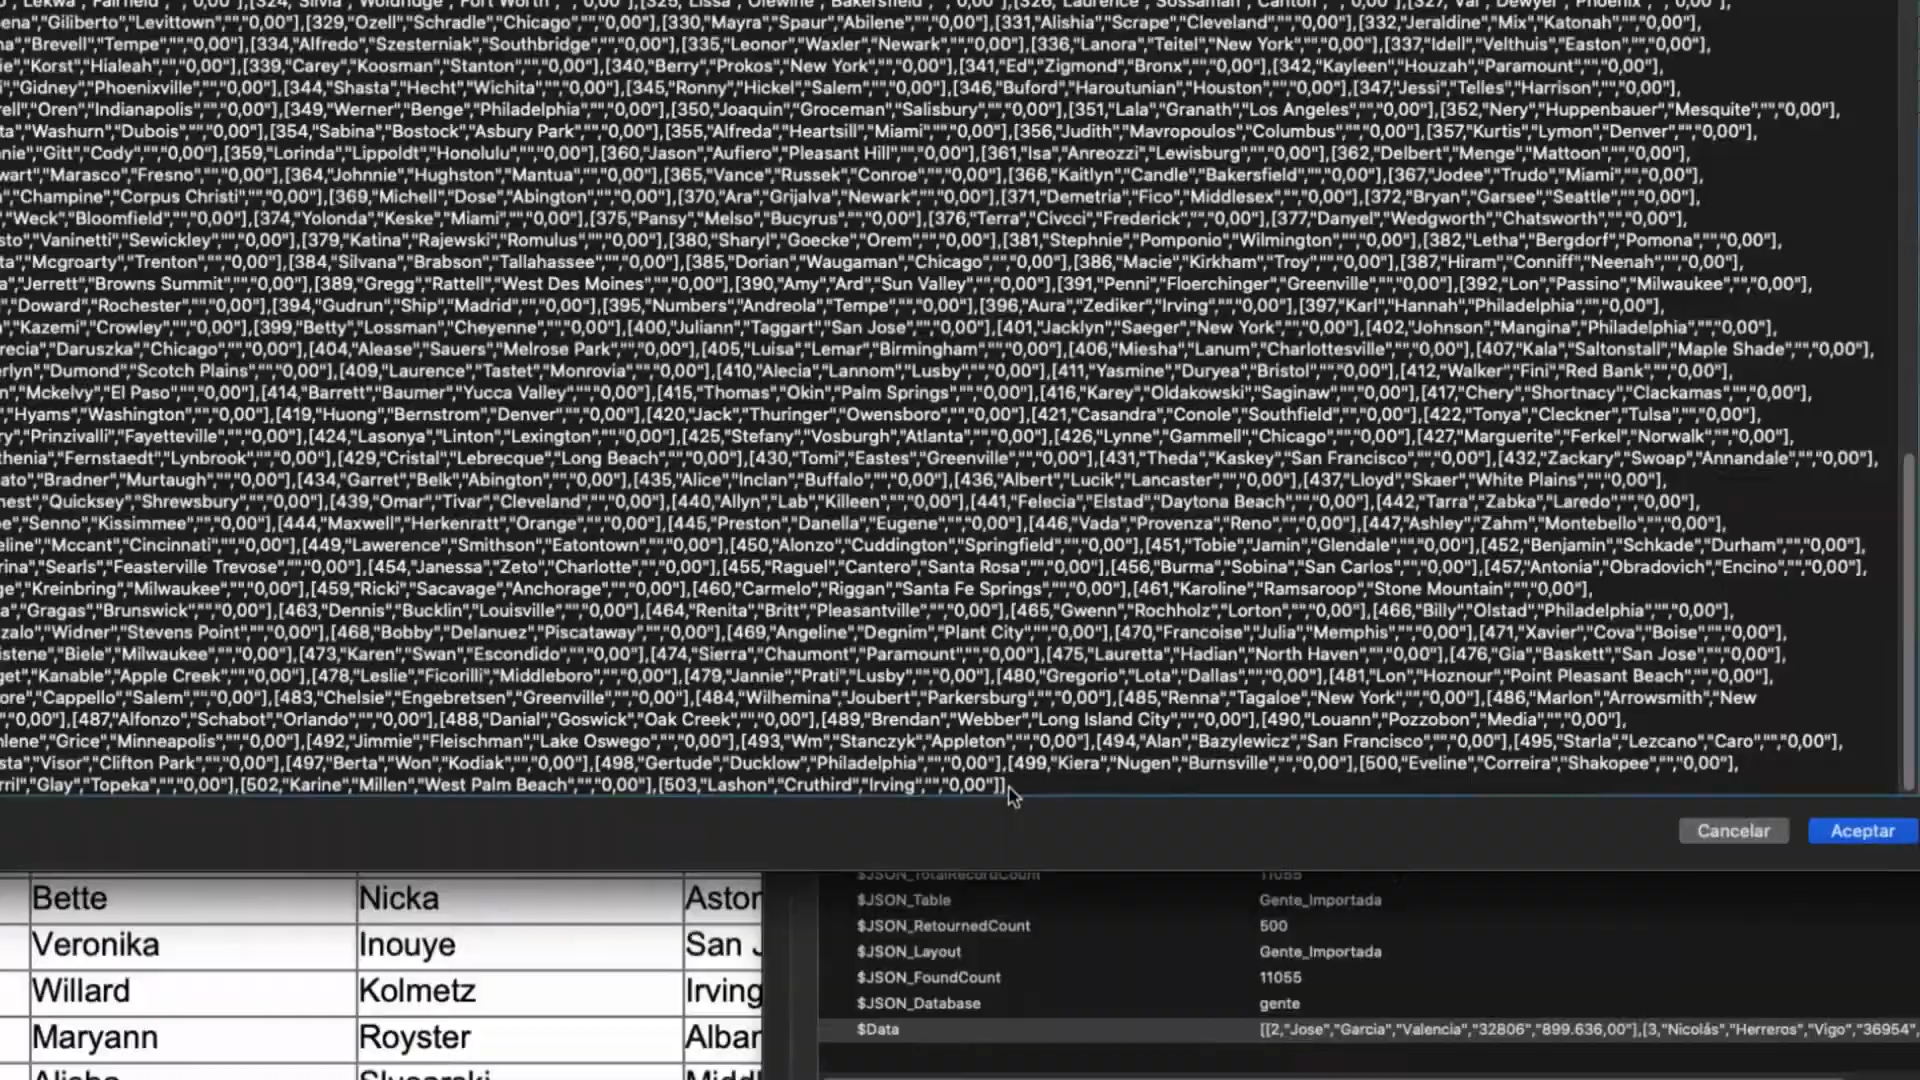 Lekwa","Fairfield","","0,00"],[324,"Silvia","Woldridge","Fort Worth","","0,00"],[325,"Lissa","Olewine","Bakersfield","","0,00"],[326,"Laurence","Sossaman","Canton","","0,00"],[327,"Val","Dewyer","Phoenix","","0,00"],
ena","Giliberto","Levittown","","0,00"],[329,"Ozell","Schradle","Chicago","","0,00"],[330,"Mayra","Spaur","Abilene","","0,00"],[331,"Alishia","Scrape","Cleveland","","0,00"],[332,"Jeraldine","Mix","Katonah","","0,00"],
na","Brevell","Tempe","","0,00"],[334,"Alfredo","Szesterniak","Southbridge","","0,00"],[335,"Leonor","Waxler","Newark","","0,00"],[336,"Lanora","Teitel","New York","","0,00"],[337,"Idell","Velthuis","Easton","","0,00"],
ie","Korst","Hialeah","","0,00"],[339,"Carey","Koosman","Stanton","","0,00"],[340,"Berry","Prokos","New York","","0,00"],[341,"Ed","Zigmond","Bronx","","0,00"],[342,"Kayleen","Houzah","Paramount","","0,00"],
i","Gidney","Phoenixville","","0,00"],[344,"Shasta","Hecht","Wichita","","0,00"],[345,"Ronny","Hickel","Salem","","0,00"],[346,"Buford","Haroutunian","Houston","","0,00"],[347,"Jessi","Telles","Harrison","","0,00"],
rell","Oren","Indianapolis","","0,00"],[349,"Werner","Benge","Philadelphia","","0,00"],[350,"Joaquin","Groceman","Salisbury","","0,00"],[351,"Lala","Granath","Los Angeles","","0,00"],[352,"Nery","Huppenbauer","Mesquite","","0,00"],
ta","Washurn","Dubois","","0,00"],[354,"Sabina","Bostock","Asbury Park","","0,00"],[355,"Alfreda","Heartsill","Miami","","0,00"],[356,"Judith","Mavropoulos","Columbus","","0,00"],[357,"Kurtis","Lymon","Denver","","0,00"],
nie","Gitt","Cody","","0,00"],[359,"Lorinda","Lippoldt","Honolulu","","0,00"],[360,"Jason","Aufiero","Pleasant Hill","","0,00"],[361,"Isa","Anreozzi","Lewisburg","","0,00"],[362,"Delbert","Menge","Mattoon","","0,00"],
wart","Marasco","Fresno","","0,00"],[364,"Johnnie","Hughston","Mantua","","0,00"],[365,"Vance","Russek","Conroe","","0,00"],[366,"Kaitlyn","Candle","Bakersfield","","0,00"],[367,"Jodee","Trudo","Miami","","0,00"],
","Champine","Corpus Christi","","0,00"],[369,"Michell","Dose","Abington","","0,00"],[370,"Ara","Grijalva","Newark","","0,00"],[371,"Demetria","Fico","Middlesex","","0,00"],[372,"Bryan","Garsee","Seattle","","0,00"],
"Weck","Bloomfield","","0,00"],[374,"Yolonda","Keske","Miami","","0,00"],[375,"Pansy","Melso","Bucyrus","","0,00"],[376,"Terra","Civcci","Frederick","","0,00"],[377,"Danyel","Wedgworth","Chatsworth","","0,00"],
sto","Vaninetti","Sewickley","","0,00"],[379,"Katina","Rajewski","Romulus","","0,00"],[380,"Sharyl","Goecke","Orem","","0,00"],[381,"Stephnie","Pomponio","Wilmington","","0,00"],[382,"Letha","Bergdorf","Pomona","","0,00"],
ta","Mcgroarty","Trenton","","0,00"],[384,"Silvana","Brabson","Tallahassee","","0,00"],[385,"Dorian","Waugaman","Chicago","","0,00"],[386,"Macie","Kirkham","Troy","","0,00"],[387,"Hiram","Conniff","Neenah","","0,00"],
a","Jerrett","Browns Summit","","0,00"],[389,"Gregg","Rattell","West Des Moines","","0,00"],[390,"Amy","Ard","Sun Valley","","0,00"],[391,"Penni","Floerchinger","Greenville","","0,00"],[392,"Lon","Passino","Milwaukee","","0,00"],
","Doward","Rochester","","0,00"],[394,"Gudrun","Ship","Madrid","","0,00"],[395,"Numbers","Andreola","Tempe","","0,00"],[396,"Aura","Zediker","Irving","","0,00"],[397,"Karl","Hannah","Philadelphia","","0,00"],
","Kazemi","Crowley","","0,00"],[399,"Betty","Lossman","Cheyenne","","0,00"],[400,"Juliann","Taggart","San Jose","","0,00"],[401,"Jacklyn","Saeger","New York","","0,00"],[402,"Johnson","Mangina","Philadelphia","","0,00"],
recia","Daruszka","Chicago","","0,00"],[404,"Alease","Sauers","Melrose Park","","0,00"],[405,"Luisa","Lemar","Birmingham","","0,00"],[406,"Miesha","Lanum","Charlottesville","","0,00"],[407,"Kala","Saltonstall","Maple Shade","","0,00"],
erlyn","Dumond","Scotch Plains","","0,00"],[409,"Laurence","Tastet","Monrovia","","0,00"],[410,"Alecia","Lannom","Lusby","","0,00"],[411,"Yasmine","Duryea","Bristol","","0,00"],[412,"Walker","Fini","Red Bank","","0,00"],
n","Mckelvy","El Paso","","0,00"],[414,"Barrett","Baumer","Yucca Valley","","0,00"],[415,"Thomas","Okin","Palm Springs","","0,00"],[416,"Karey","Oldakowski","Saginaw","","0,00"],[417,"Chery","Shortnacy","Clackamas","","0,00"],
","Hyams","Washington","","0,00"],[419,"Huong","Bernstrom","Denver","","0,00"],[420,"Jack","Thuringer","Owensboro","","0,00"],[421,"Casandra","Conole","Southfield","","0,00"],[422,"Tonya","Cleckner","Tulsa","","0,00"],
ry","Prinzivalli","Fayetteville","","0,00"],[424,"Lasonya","Linton","Lexington","","0,00"],[425,"Stefany","Vosburgh","Atlanta","","0,00"],[426,"Lynne","Gammell","Chicago","","0,00"],[427,"Marguerite","Ferkel","Norwalk","","0,00"],
thenia","Fernstaedt","Lynbrook","","0,00"],[429,"Cristal","Lebrecque","Long Beach","","0,00"],[430,"Tomi","Eastes","Greenville","","0,00"],[431,"Theda","Kaskey","San Francisco","","0,00"],[432,"Zackary","Swoap","Annandale","","0,00"],
ato","Bradner","Murtaugh","","0,00"],[434,"Garret","Belk","Abington","","0,00"],[435,"Alice","Inclan","Buffalo","","0,00"],[436,"Albert","Lucik","Lancaster","","0,00"],[437,"Lloyd","Skaer","White Plains","","0,00"],
nest","Quicksey","Shrewsbury","","0,00"],[439,"Omar","Tivar","Cleveland","","0,00"],[440,"Allyn","Lab","Killeen","","0,00"],[441,"Felecia","Elstad","Daytona Beach","","0,00"],[442,"Tarra","Zabka","Laredo","","0,00"],
e","Senno","Kissimmee","","0,00"],[444,"Maxwell","Herkenratt","Orange","","0,00"],[445,"Preston","Danella","Eugene","","0,00"],[446,"Vada","Provenza","Reno","","0,00"],[447,"Ashley","Zahm","Montebello","","0,00"],
eline","Mccant","Cincinnati","","0,00"],[449,"Lawerence","Smithson","Eatontown","","0,00"],[450,"Alonzo","Cuddington","Springfield","","0,00"],[451,"Tobie","Jamin","Glendale","","0,00"],[452,"Benjamin","Schkade","Durham","","0,00"],
rina","Searls","Feasterville Trevose","","0,00"],[454,"Janessa","Zeto","Charlotte","","0,00"],[455,"Raguel","Cantero","Santa Rosa","","0,00"],[456,"Burma","Sobina","San Carlos","","0,00"],[457,"Antonia","Obradovich","Encino","","0,00"],
ge","Kreinbring","Milwaukee","","0,00"],[459,"Ricki","Sacavage","Anchorage","","0,00"],[460,"Carmelo","Riggan","Santa Fe Springs","","0,00"],[461,"Karoline","Ramsaroop","Stone Mountain","","0,00"],
a","Gragas","Brunswick","","0,00"],[463,"Dennis","Bucklin","Louisville","","0,00"],[464,"Renita","Britt","Pleasantville","","0,00"],[465,"Gwenn","Rochholz","Lorton","","0,00"],[466,"Billy","Olstad","Philadelphia","","0,00"],
zalo","Widner","Stevens Point","","0,00"],[468,"Bobby","Delanuez","Piscataway","","0,00"],[469,"Angeline","Degnim","Plant City","","0,00"],[470,"Francoise","Julia","Memphis","","0,00"],[471,"Xavier","Cova","Boise","","0,00"],
istene","Biele","Milwaukee","","0,00"],[473,"Karen","Swan","Escondido","","0,00"],[474,"Sierra","Chaumont","Paramount","","0,00"],[475,"Lauretta","Hadian","North Haven","","0,00"],[476,"Gia","Baskett","San Jose","","0,00"],
get","Kanable","Apple Creek","","0,00"],[478,"Leslie","Ficorilli","Middleboro","","0,00"],[479,"Jannie","Prati","Lusby","","0,00"],[480,"Gregorio","Lota","Dallas","","0,00"],[481,"Lon","Hoznour","Point Pleasant Beach","","0,00"],
ore","Cappello","Salem","","0,00"],[483,"Chelsie","Engebretsen","Greenville","","0,00"],[484,"Wilhemina","Joubert","Parkersburg","","0,00"],[485,"Renna","Tagaloe","New York","","0,00"],[486,"Marlon","Arrowsmith","New
"0,00"],[487,"Alfonzo","Schabot","Orlando","","0,00"],[488,"Danial","Goswick","Oak Creek","","0,00"],[489,"Brendan","Webber","Long Island City","","0,00"],[490,"Louann","Pozzobon","Media","","0,00"],
lene","Grice","Minneapolis","","0,00"],[492,"Jimmie","Fleischman","Lake Oswego","","0,00"],[493,"Wm","Stanczyk","Appleton","","0,00"],[494,"Alan","Bazylewicz","San Francisco","","0,00"],[495,"Starla","Lezcano","Caro","","0,00"],
sta","Visor","Clifton Park","","0,00"],[497,"Berta","Won","Kodiak","","0,00"],[498,"Gertude","Ducklow","Philadelphia","","0,00"],[499,"Kiera","Nugen","Burnsville","","0,00"],[500,"Eveline","Correira","Shakopee","","0,00"],
rril","Glay","Topeka","","0,00"],[502,"Karine","Millen","West Palm Beach","","0,00"],[503,"Lashon","Cruthird","Irving","","0,00"]]
Cancelar Aceptar
Bette Nicka Aston
Veronika Inouye San J
Willard Kolmetz Irving
Maryann Royster Alban
Alisha Slusarski Middl
$JSON_TotalRecordCount 11055
$JSON_Table Gente_Importada
$JSON_ReturnedCount 500
$JSON_Layout Gente_Importada
$JSON_FoundCount 11055
$JSON_Database gente
$Data [[2,"Jose","Garcia","Valencia","32806","899.636,00"],[3,"Nicolás","Herreros","Vigo","36954",